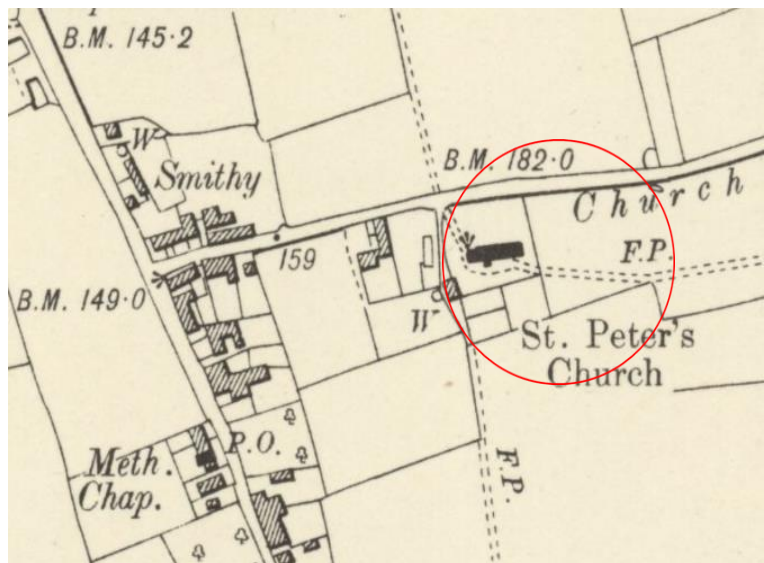 B.M. 145·2
W
Smithy
B.M. 182·0
Church
159
F.P.
B.M. 149·0
W
St. Peter's
Church
P.O.
Meth.
Chap.
F.P.